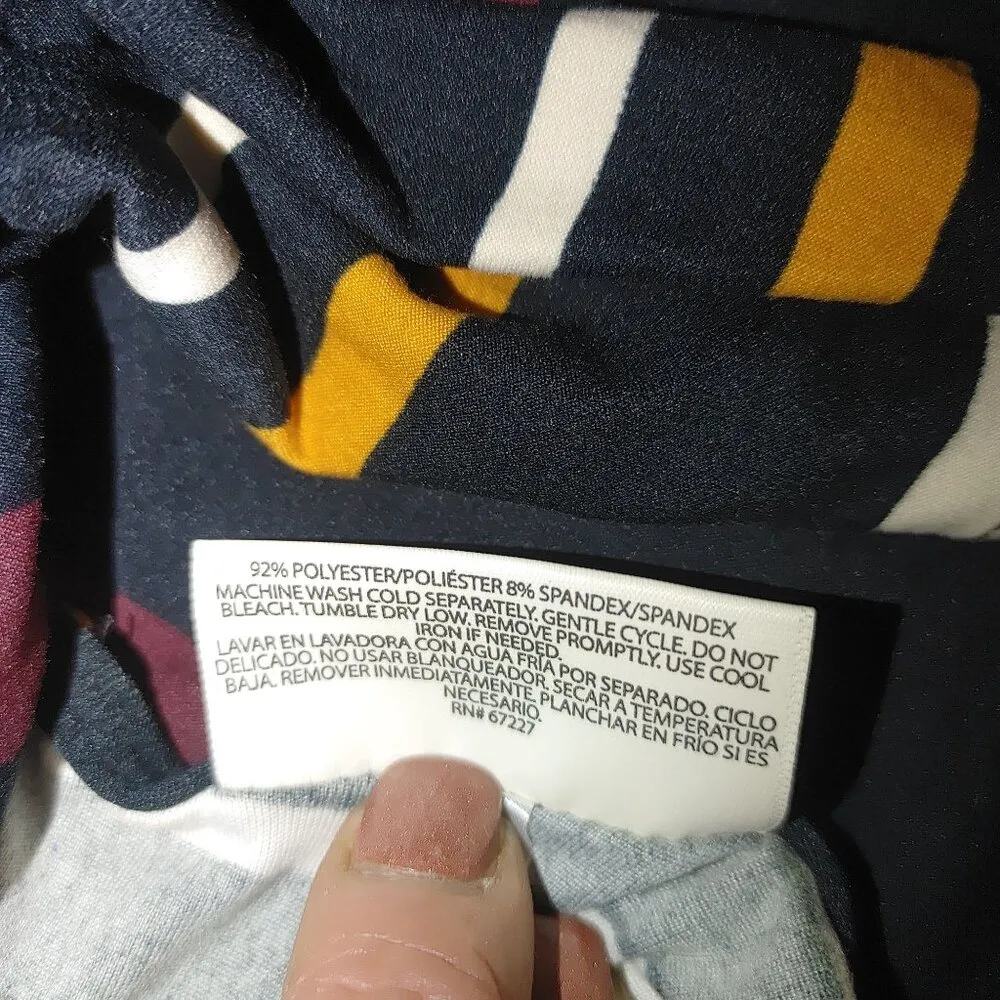 92% POLYESTER/POLIÉSTER 8% SPANDEX/SPANDEX
MACHINE WASH COLD SEPARATELY. GENTLE CYCLE. DO NOT
BLEACH. TUMBLE DRY LOW. REMOVE PROMPTLY. USE COOL
IRON IF NEEDED.
LAVAR EN LAVADORA CON AGUA FRÍA POR SEPARADO. CICLO
DELICADO. NO USAR BLANQUEADOR. SECAR A TEMPERATURA
BAJA. REMOVER INMEDIATAMENTE. PLANCHAR EN FRÍO SI ES
NECESARIO.
RN# 67227